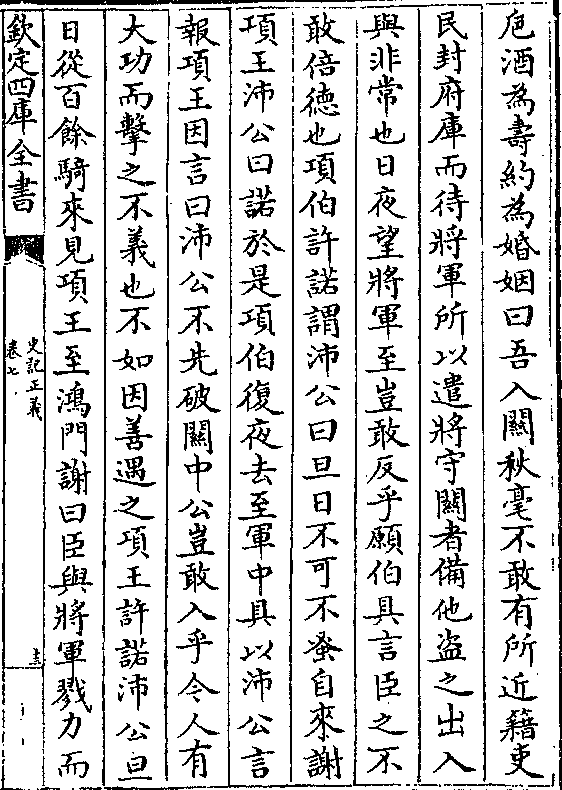 巵酒為壽約為婚姻曰吾入關秋毫不敢有所近籍吏
民封府庫而待將軍所以遣將守關者備他盗之出入
與非常也日夜望將軍至豈敢反乎願伯具言臣之不
敢倍德也項伯許諾謂沛公曰旦日不可不蚤自來謝
項王沛公曰諾於是項伯復夜去至軍中具以沛公言
報項王因言曰沛公不先破關中公豈敢入乎今人有
大功而擊之不義也不如因善遇之項王許諾沛公旦
日從百餘騎來見項王至鴻門謝曰臣與將軍戮力而
欽定四庫全書
史記正義
卷七